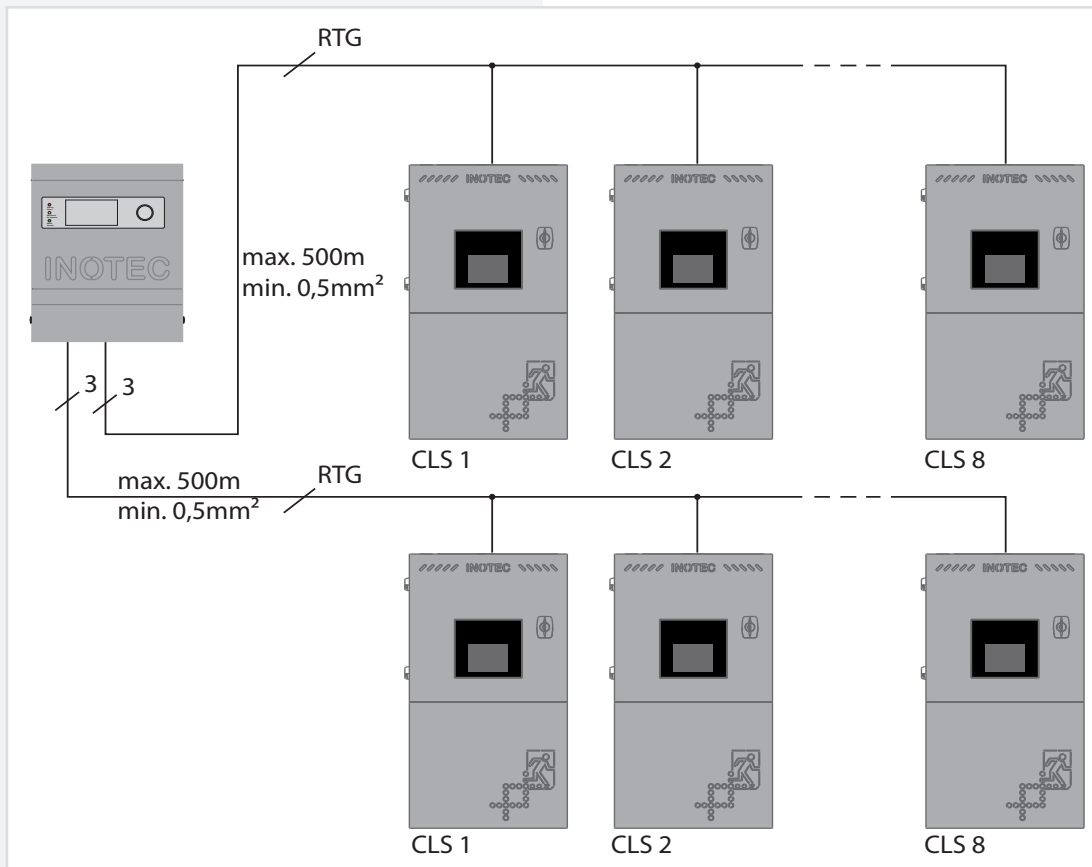 RTG
INOTEC
INOTEC
INOTEC
INOTEC
max. 500m
min. 0,5mm²
3
3
CLS 1
CLS 2
CLS 8
max. 500m
min. 0,5mm²
RTG
INOTEC
INOTEC
INOTEC
CLS 1
CLS 2
CLS 8